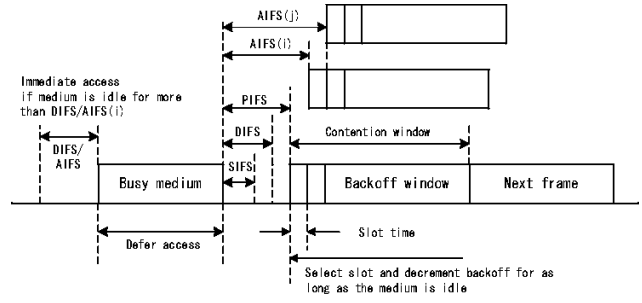 AIFS(j)
AIFS(i)
Immediate access
if medium is idle for more
than DIFS/AIFS(i)
PIFS
DIFS
Contention window
DIFS/
AIFS
SIFS
Busy medium
Backoff window
Next frame
Defer access
Slot time
Select slot and decrement backoff for as
long as the medium is idle